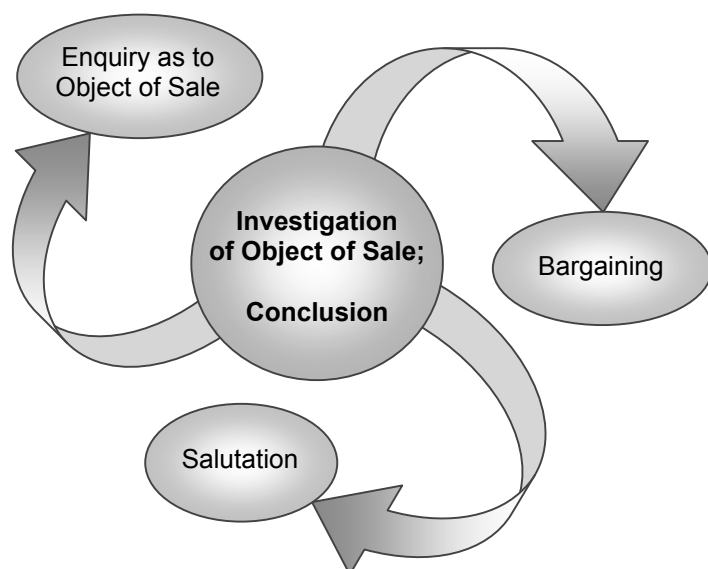 Enquiry as to
Object of Sale
Investigation
of Object of Sale;
Conclusion
Bargaining
Salutation